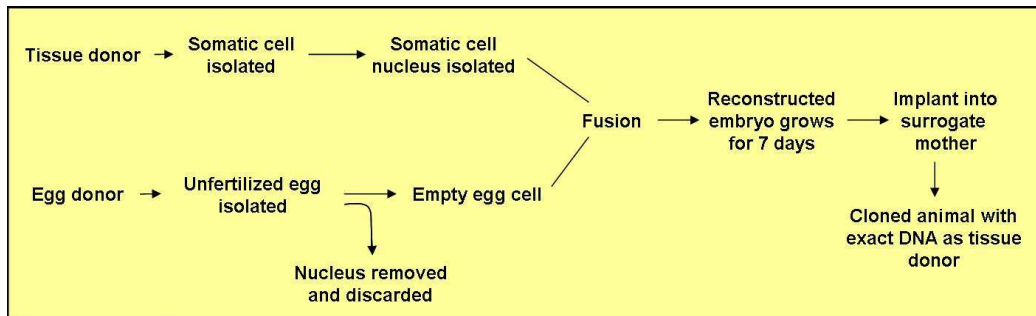 Tissue donor
Somatic cell
isolated
Somatic cell
nucleus isolated
Egg donor
Unfertilized egg
isolated
Empty egg cell
Nucleus removed
and discarded
Fusion
Reconstructed
embryo grows
for 7 days
Implant into
surrogate
mother
Cloned animal with
exact DNA as tissue
donor